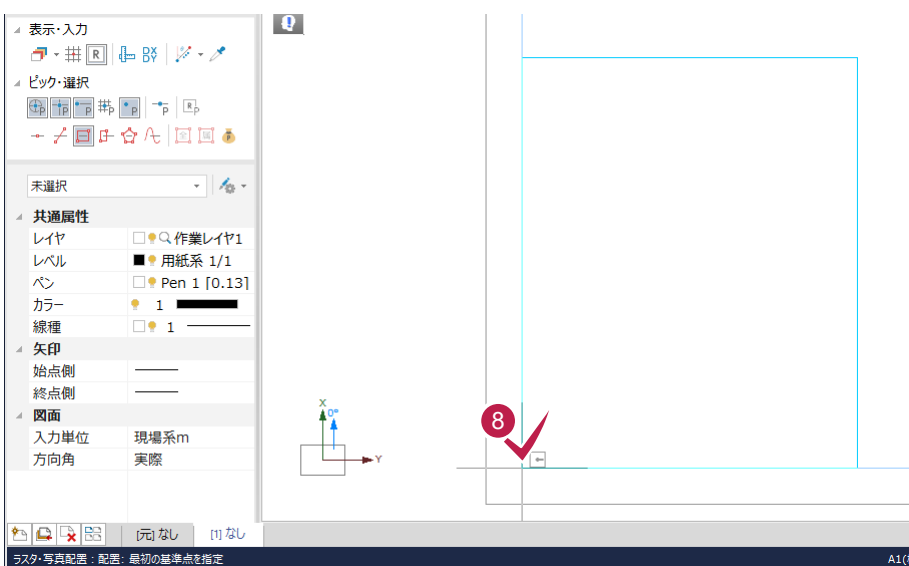 表示・入力
R DX DY
ピック・選択
P P P P P P R P
未選択
共通属性
レイヤ 作業レイヤ1
レベル 用紙系 1/1
ペン Pen 1 [0.13]
カラー 1
線種 1
矢印
始点側
終点側
図面
入力単位 現場系m
方向角 実際
X
0°
Y
8
[元] なし [1] なし
ラスタ・写真配置 : 配置: 最初の基準点を指定 A1(